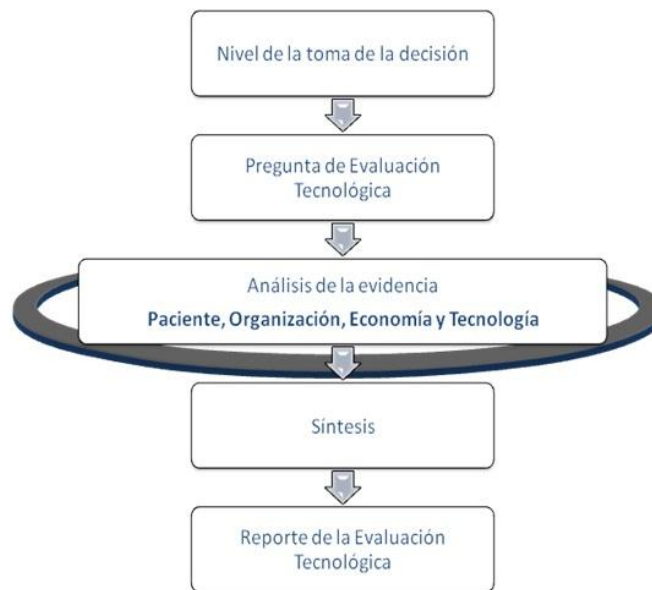 Nivel de la toma de la decisión
Pregunta de Evaluación
Tecnológica
Análisis de la evidencia
Paciente, Organización, Economía y Tecnología
Síntesis
Reporte de la Evaluación
Tecnológica